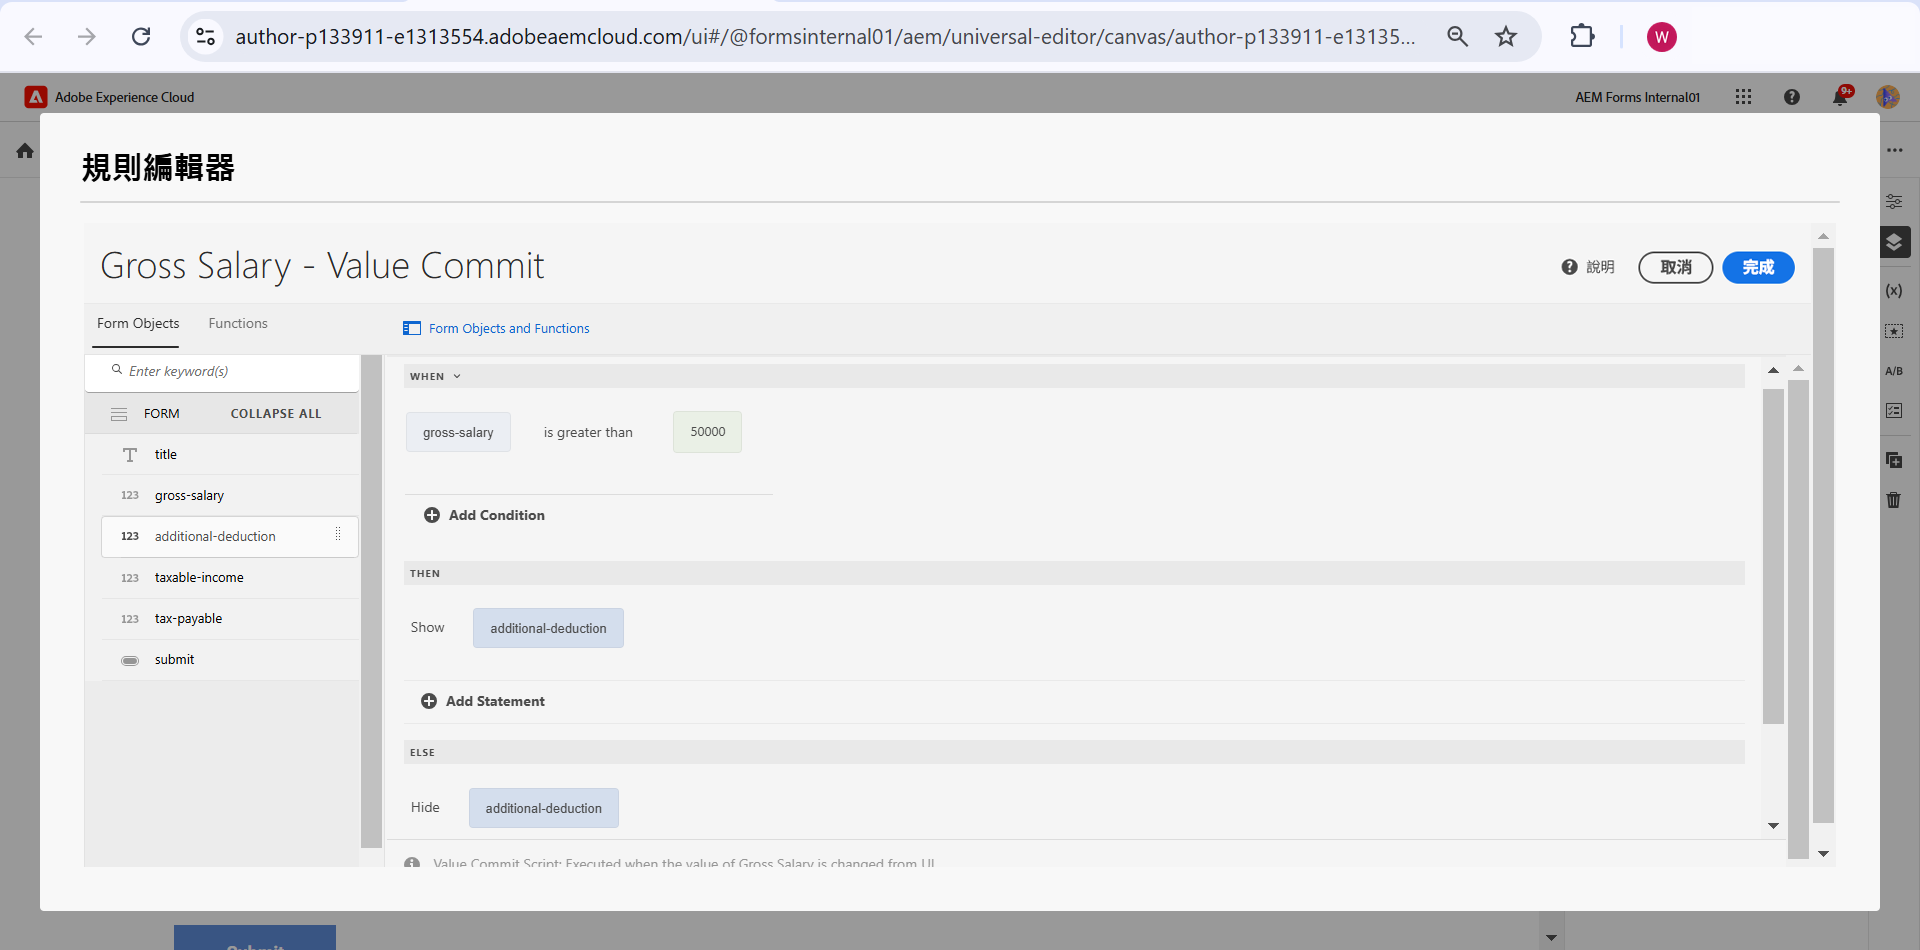 author-p133911-e1313554.adobeaemcloud.com/ui#/@formsinternal01/aem/universal-editor/canvas/author-p133911-e13135...
W
Adobe Experience Cloud
AEM Forms Internal01
9+
規則編輯器
Gross Salary - Value Commit
說明
取消
完成
Form Objects
Functions
Form Objects and Functions
Enter keyword(s)
FORM
COLLAPSE ALL
title
123 gross-salary
123 additional-deduction
123 taxable-income
123 tax-payable
submit
WHEN
gross-salary is greater than 50000
Add Condition
THEN
Show additional-deduction
Add Statement
ELSE
Hide additional-deduction
Value Commit Script: Executed when the value of Gross Salary is changed from UI
(x)
A/B
Submit